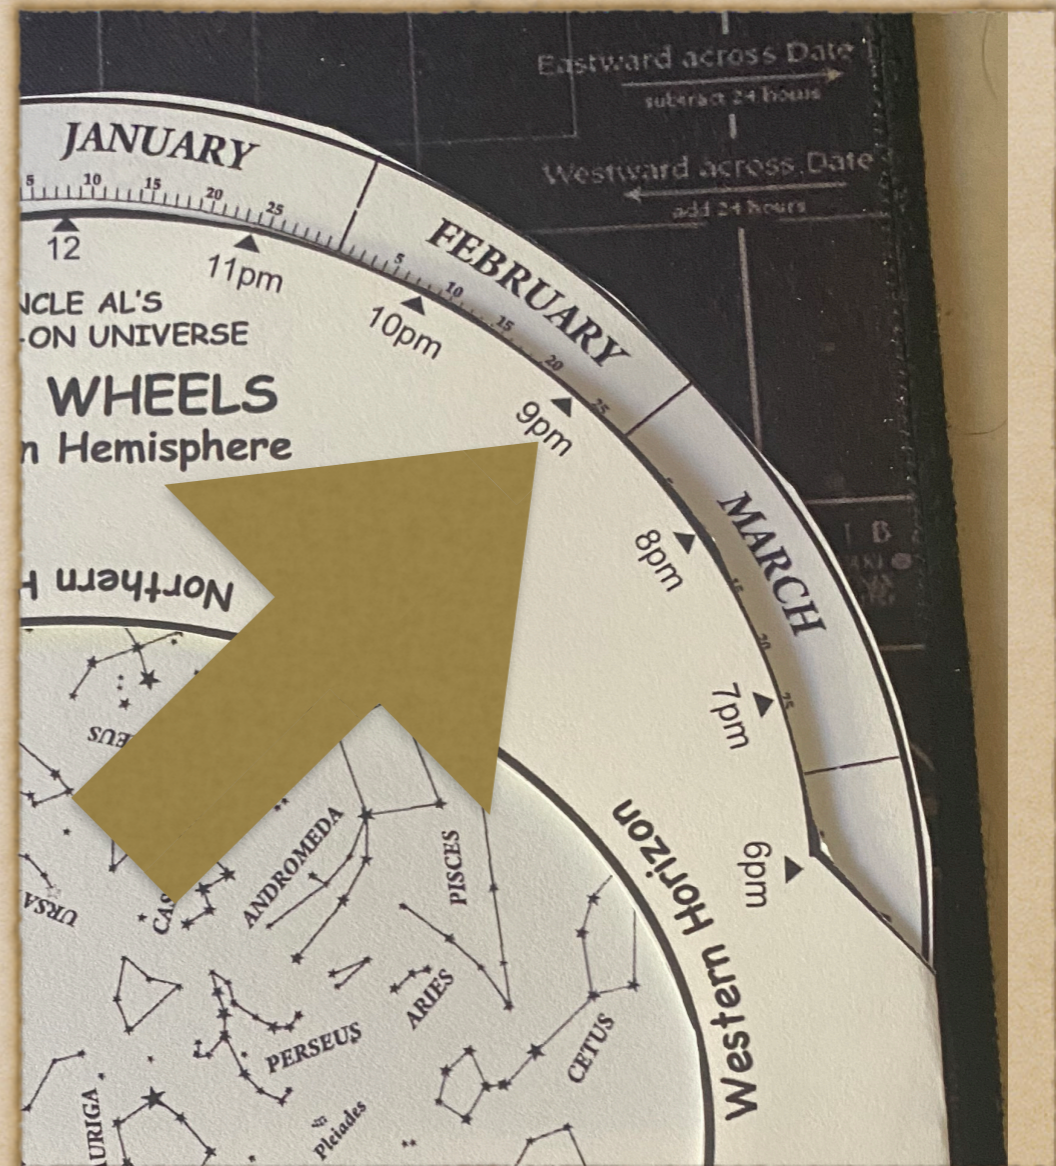 Eastward across Date
subtract 24 hours
Westward across Date
add 24 hours
JANUARY
5 10 15 20 25
FEBRUARY
5 10 15 20 25
MARCH
15 20 25
12
11pm
10pm
9pm
8pm
7pm
6pm
NCLE AL'S
-ON UNIVERSE
WHEELS
n Hemisphere
Northern H
Western Horizon
EUS
URSA
CAS
ANDROMEDA
PISCES
ARIES
PERSEUS
CETUS
URIGA
Pleiades